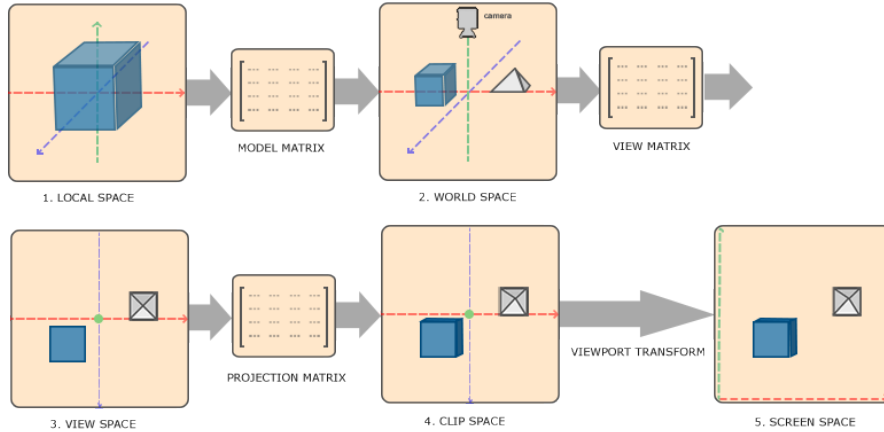 camera
MODEL MATRIX
VIEW MATRIX
1. LOCAL SPACE
2. WORLD SPACE
PROJECTION MATRIX
VIEWPORT TRANSFORM
3. VIEW SPACE
4. CLIP SPACE
5. SCREEN SPACE